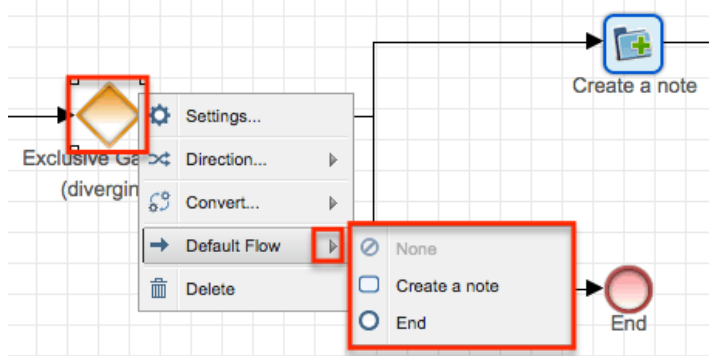 Create a note
Exclusive Ga
(divergin
Settings...
Direction...
Convert...
Default Flow
Delete
None
Create a note
End
End